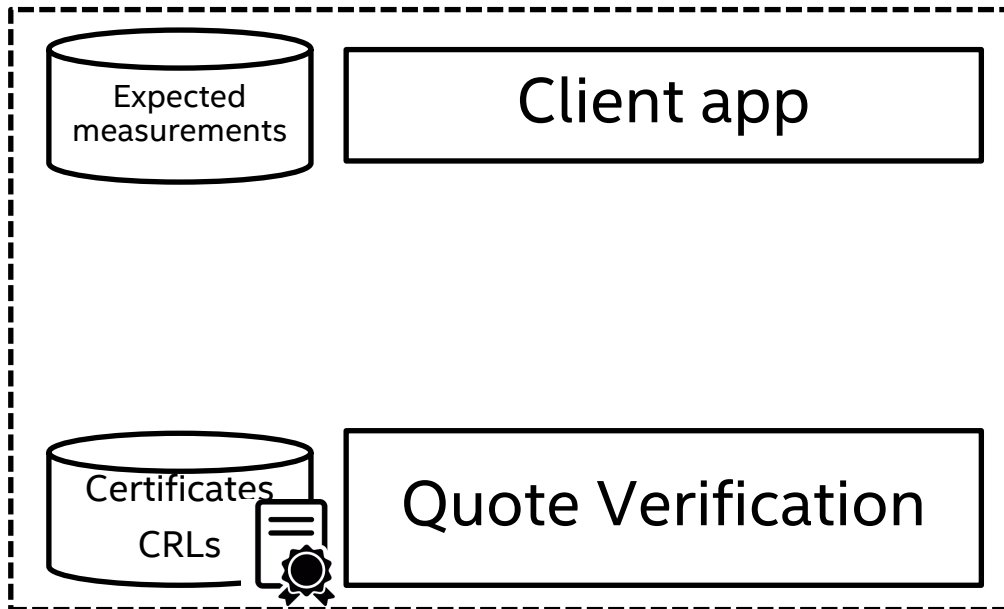 Expected
measurements
Client app
Certificates
CRLs
Quote Verification